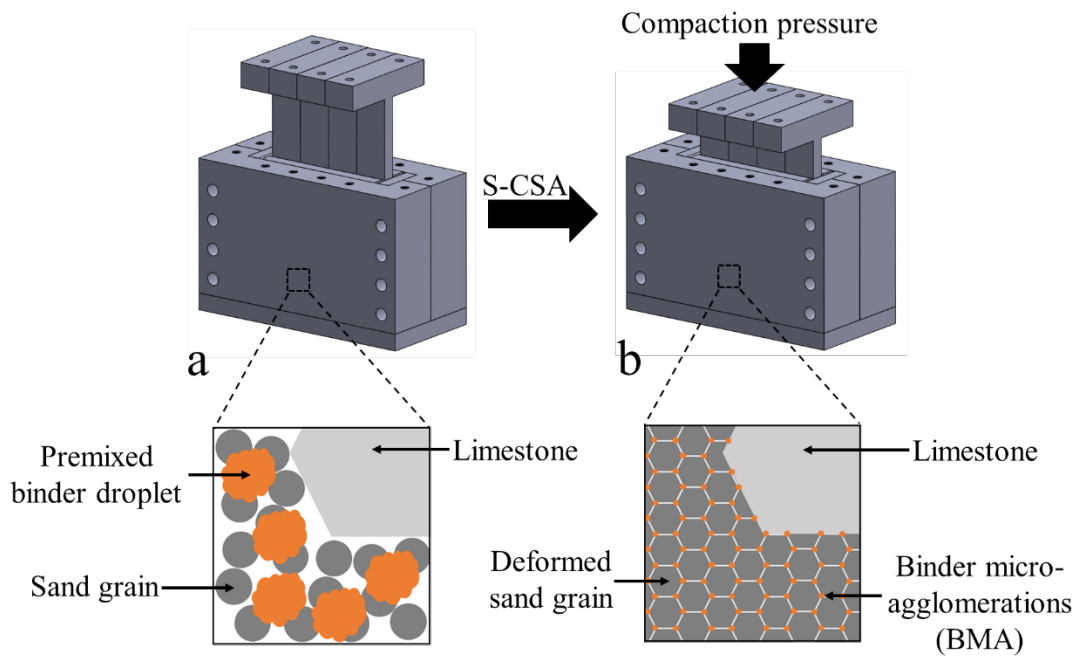 Compaction pressure
S-CSA
a
b
Premixed
binder droplet
Limestone
Sand grain
Limestone
Deformed
sand grain
Binder micro-
agglomerations
(BMA)